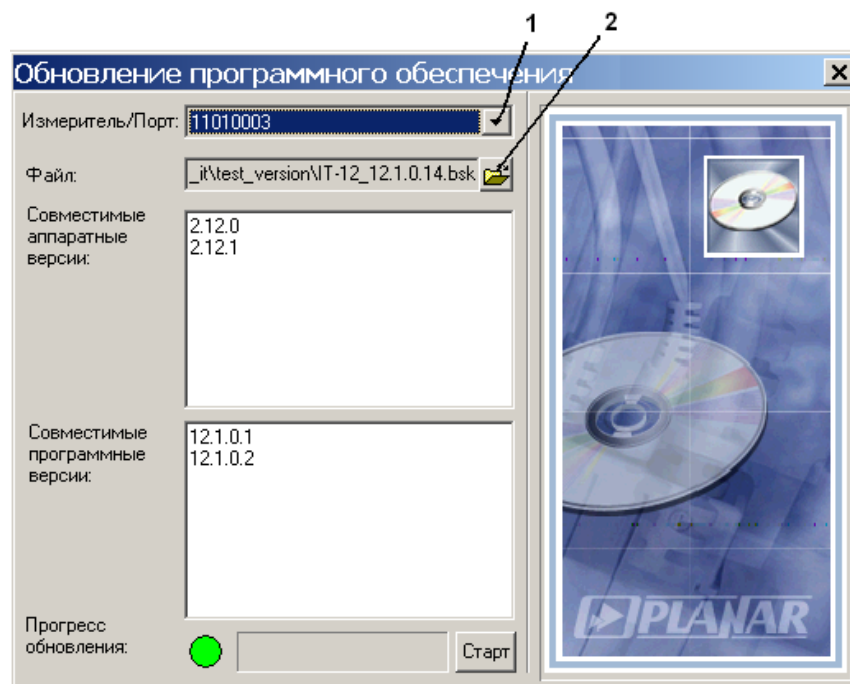 1 2
Обновление программного обеспечения
Измеритель/Порт: 11010003
Файл: _it\test_version\IT-12_12.1.0.14.bsk
Совместимые
аппаратные
версии:
2.12.0
2.12.1
Совместимые
программные
версии:
12.1.0.1
12.1.0.2
Прогресс
обновления:
Старт
PLANAR